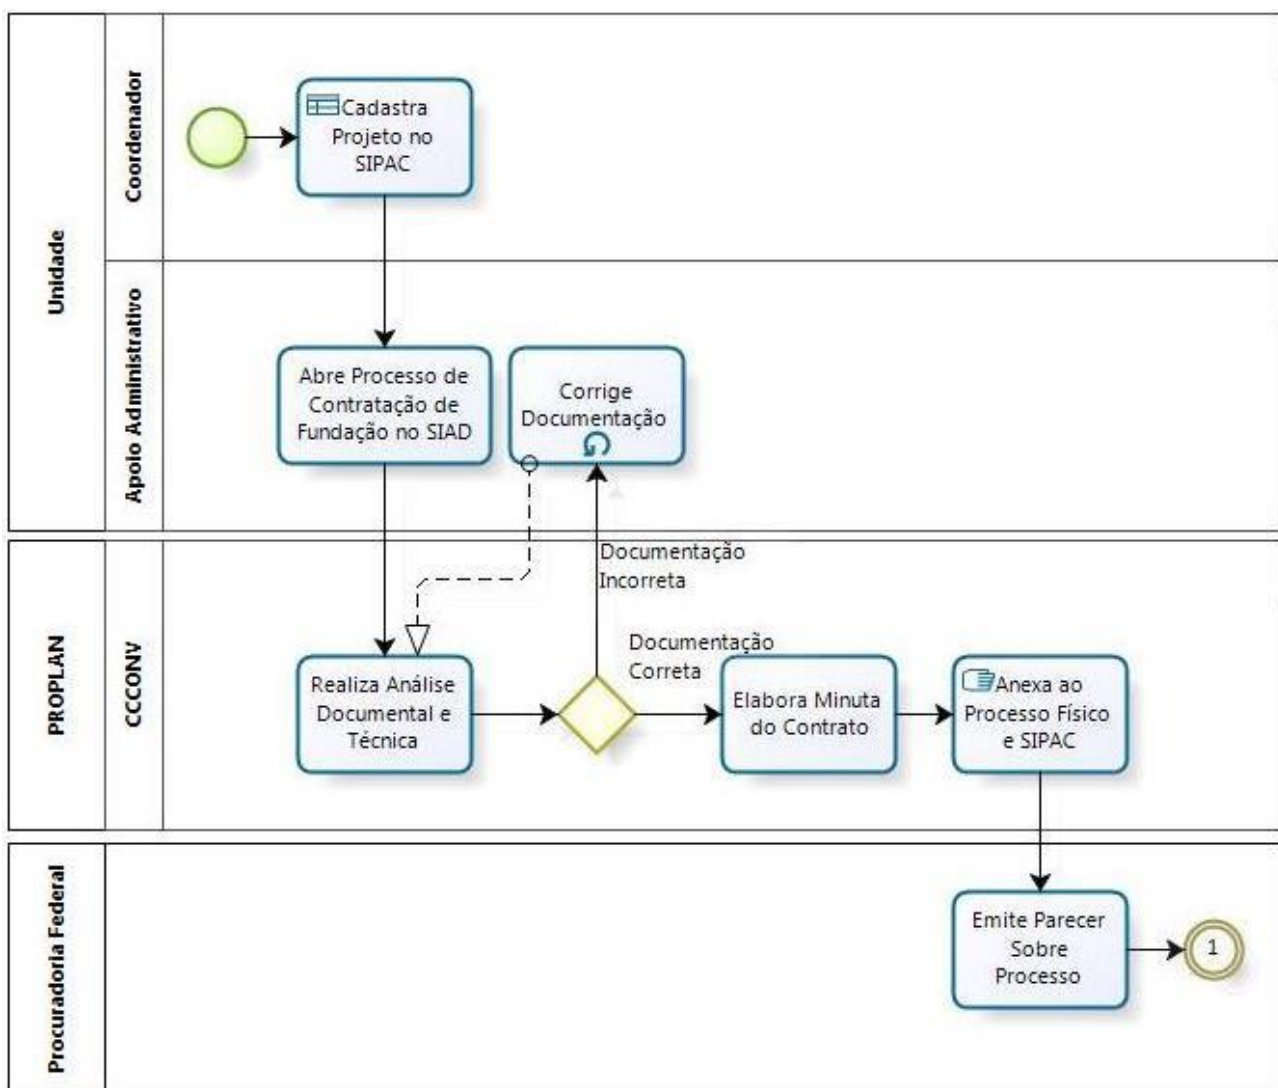 Unidade
Coordenador
Cadastra
Projeto no
SIPAC
Apoio Administrativo
Abre Processo de
Contratação de
Fundação no SIAD
Corrige
Documentação
PROPLAN
CCCONV
Documentação
Incorreta
Documentação
Correta
Realiza Análise
Documental e
Técnica
Elabora Minuta
do Contrato
Anexa ao
Processo Físico
e SIPAC
Procuradoria Federal
Emite Parecer
Sobre
Processo
1